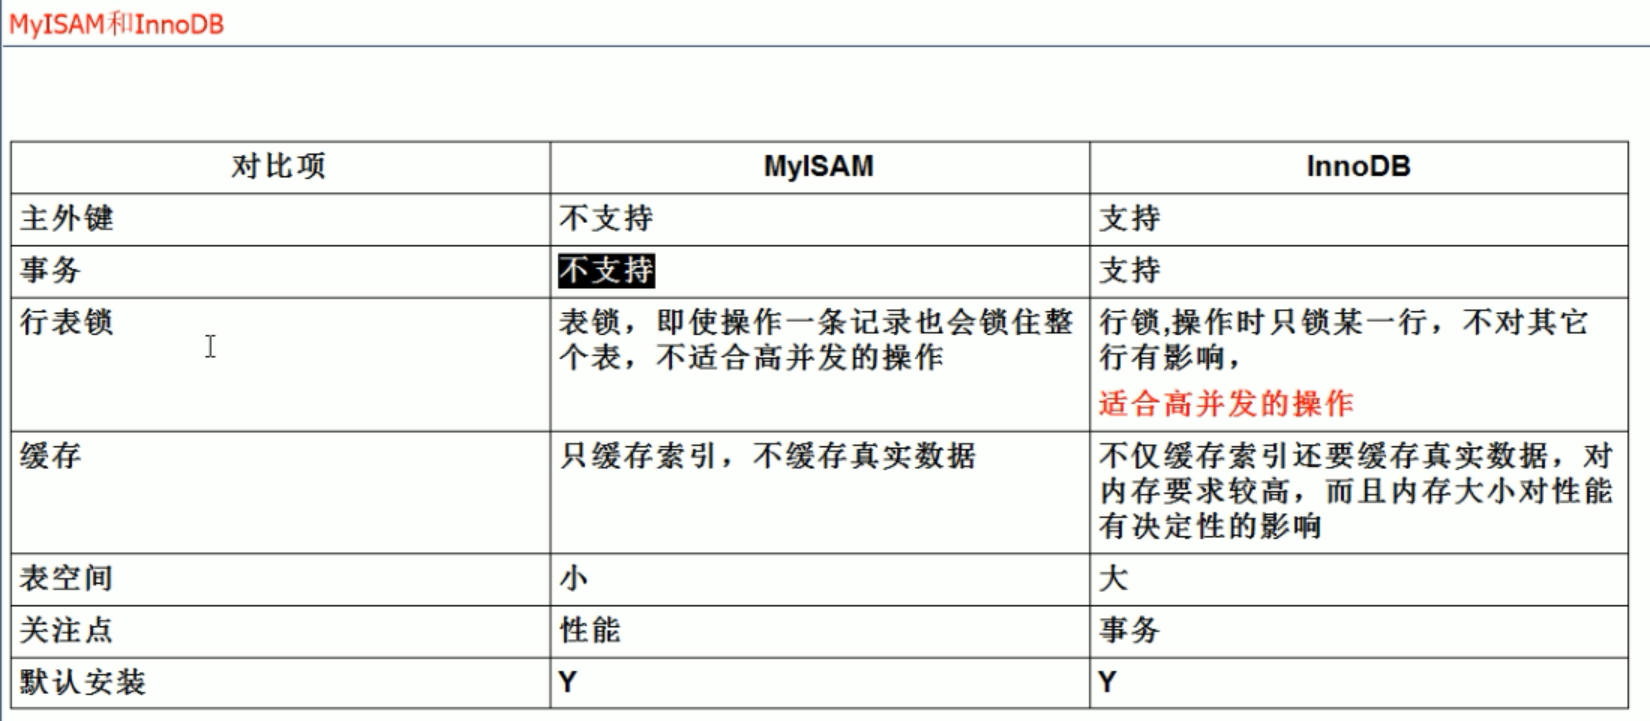 MyISAM和InnoDB
对比项 MyISAM InnoDB
主外键 不支持 支持
事务 不支持 支持
行表锁 表锁，即使操作一条记录也会锁住整 行锁,操作时只锁某一行，不对其它
个表，不适合高并发的操作 行有影响，
适合高并发的操作
缓存 只缓存索引，不缓存真实数据 不仅缓存索引还要缓存真实数据，对
内存要求较高，而且内存大小对性能
有决定性的影响
表空间 小 大
关注点 性能 事务
默认安装 Y Y